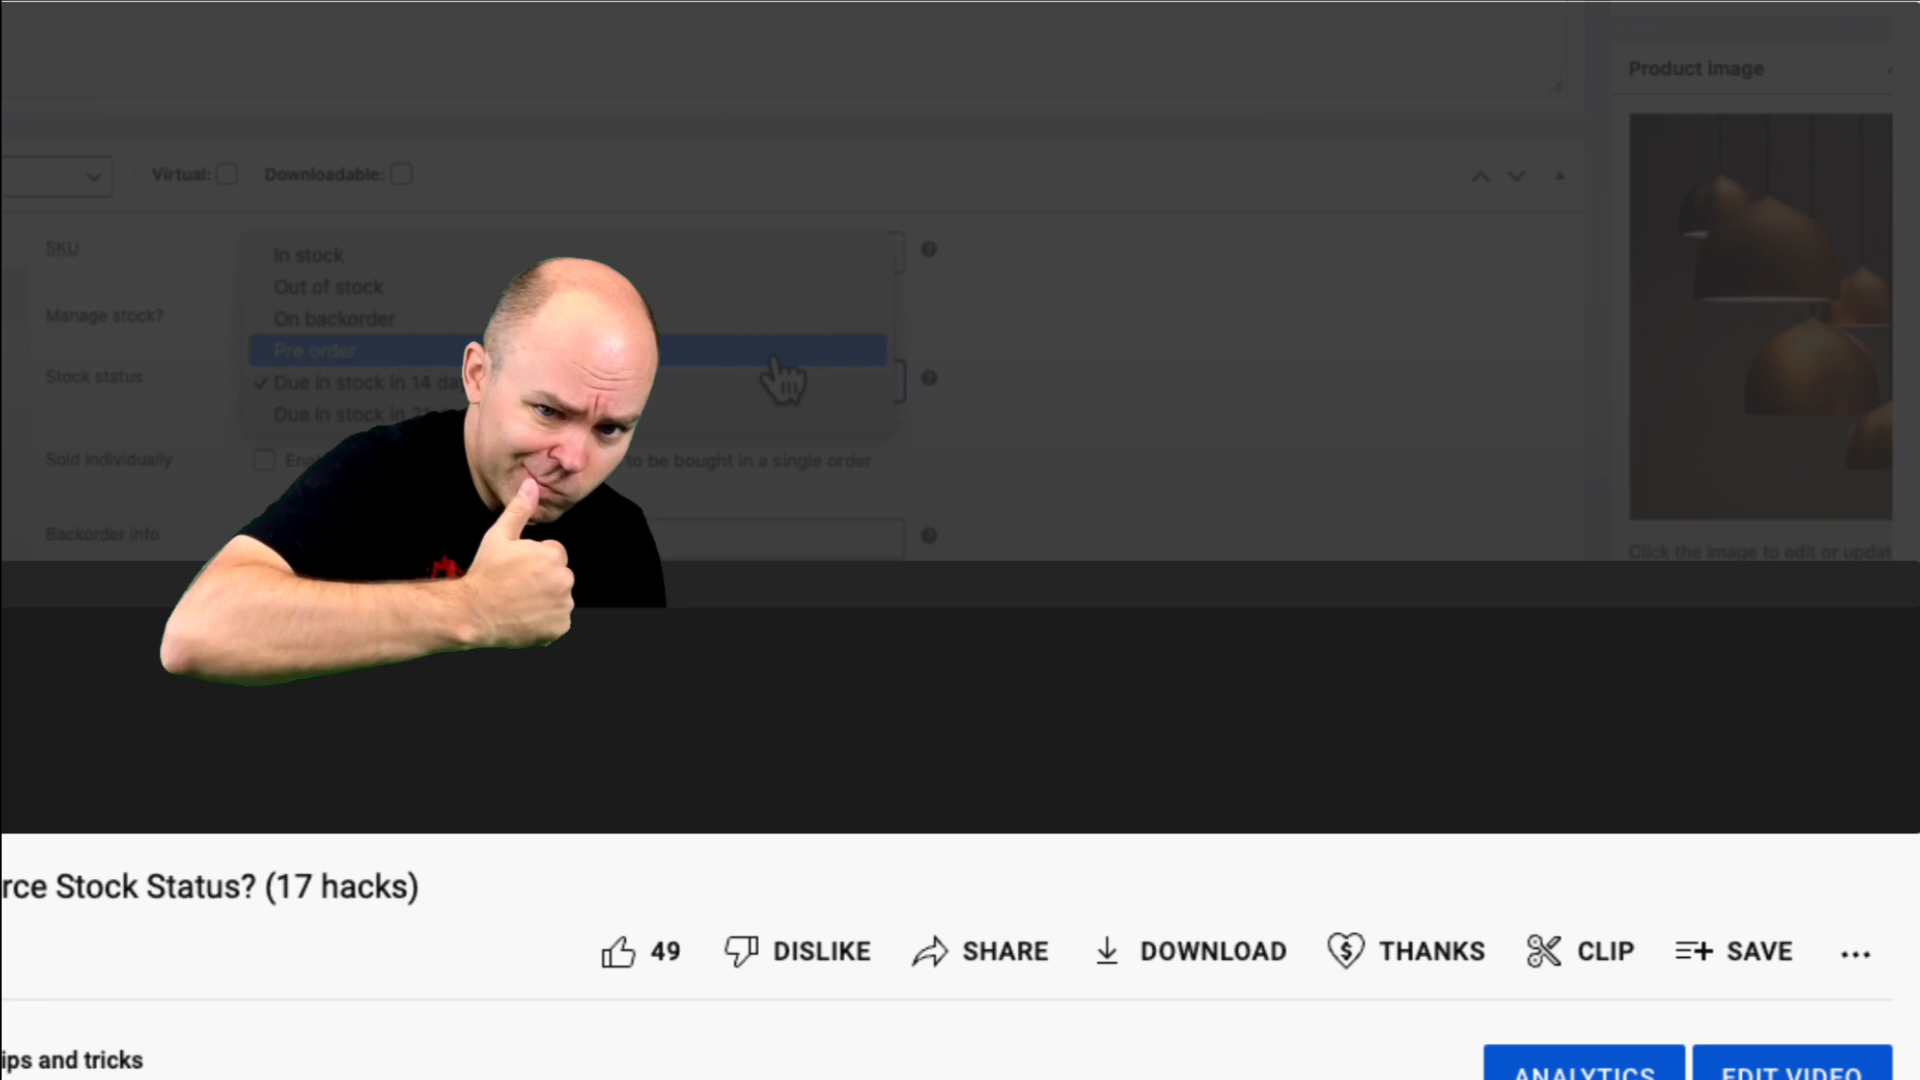 Product image
Virtual:
Downloadable:
SKU
In stock
Out of stock
Manage stock?
On backorder
Pre order
Stock status
Due in stock in 14
Due in stock in
Sold individually
to be bought in a single order
Backorder info
Click the image to edit or
rce Stock Status? (17 hacks)
49 DISLIKE SHARE DOWNLOAD THANKS CLIP SAVE ...
ips and tricks
ANALYTICS EDIT VIDEO